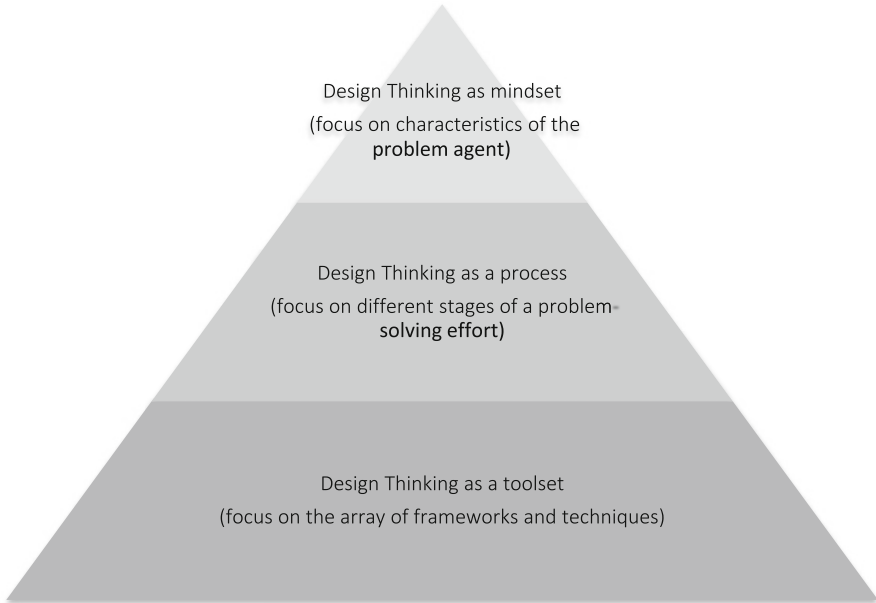 Design Thinking as mindset
(focus on characteristics of the
problem agent)
Design Thinking as a process
(focus on different stages of a problem-
solving effort)
Design Thinking as a toolset
(focus on the array of frameworks and techniques)